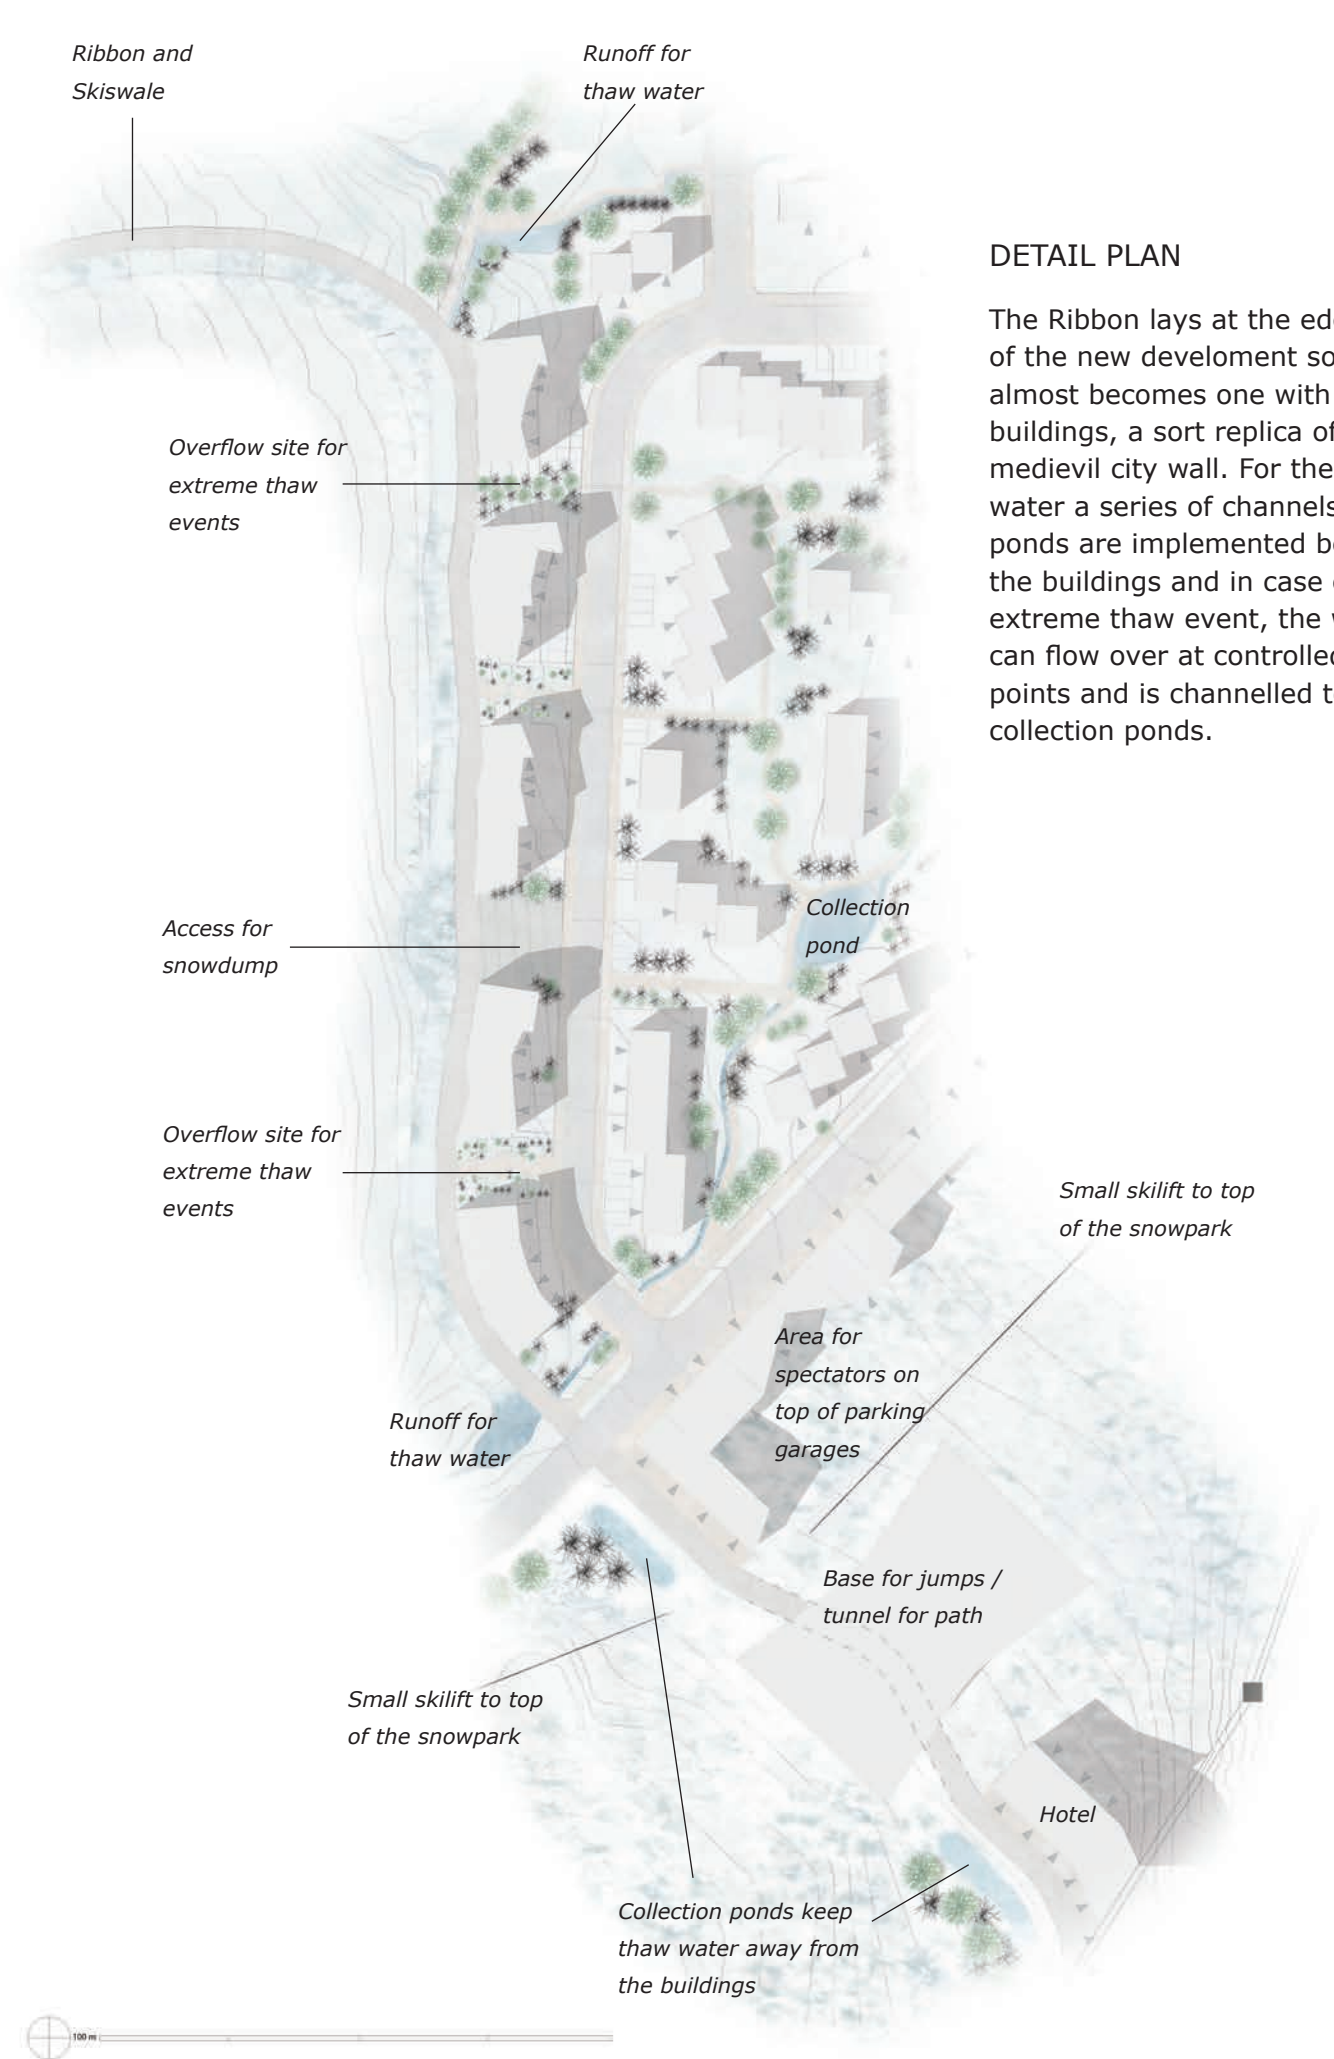 Ribbon and
Skiswale
Runoff for
thaw water
DETAIL PLAN
The Ribbon lays at the
of the new develoment so
almost becomes one with
buildings, a sort replica of
medievil city wall. For the
water a series of channels
ponds are implemented
the buildings and in case
extreme thaw event, the
can flow over at controlled
points and is channelled
collection ponds.
Overflow site for
extreme thaw
events
Collection
pond
Access for
snowdump
Overflow site for
extreme thaw
events
Small skilift to top
of the snowpark
Area for
spectators on
top of parking
garages
Runoff for
thaw water
Base for jumps /
tunnel for path
Small skilift to top
of the snowpark
Hotel
Collection ponds keep
thaw water away from
the buildings
100 m